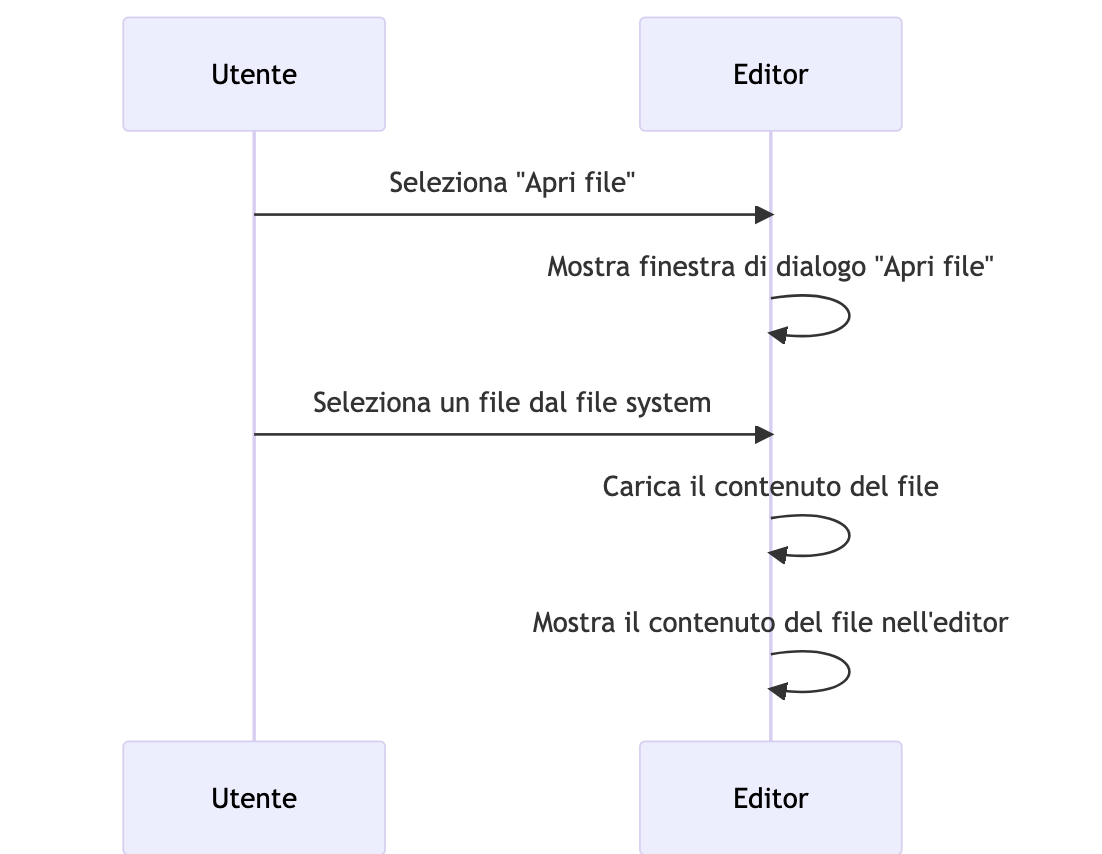 Utente
Editor
Seleziona "Apri file"
Mostra finestra di dialogo "Apri file"
Seleziona un file dal file system
Carica il contenuto del file
Mostra il contenuto del file nell'editor
Utente
Editor